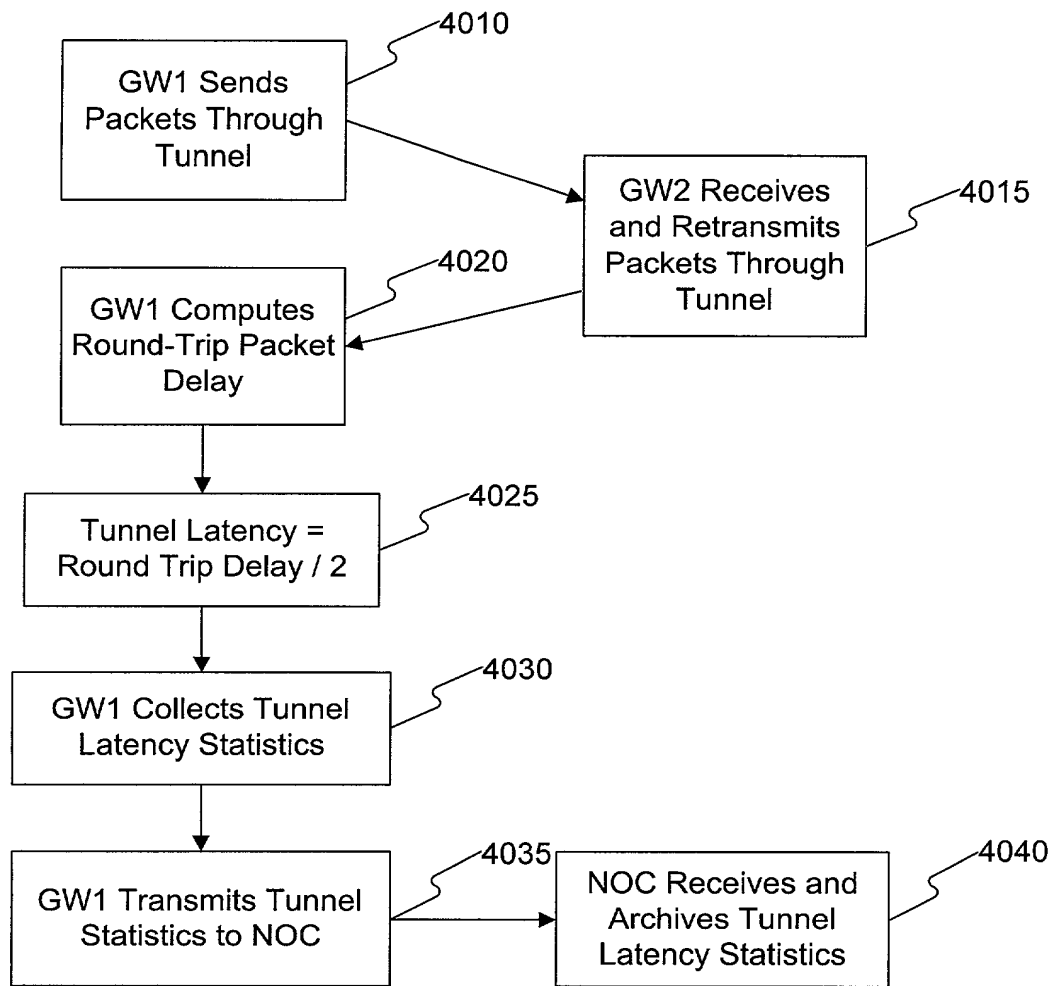 4010
GW1 Sends
Packets Through
Tunnel
GW2 Receives
and Retransmits
Packets Through
Tunnel
4015
4020
GW1 Computes
Round-Trip Packet
Delay
4025
Tunnel Latency =
Round Trip Delay / 2
4030
GW1 Collects Tunnel
Latency Statistics
4035
GW1 Transmits Tunnel
Statistics to NOC
4040
NOC Receives and
Archives Tunnel
Latency Statistics